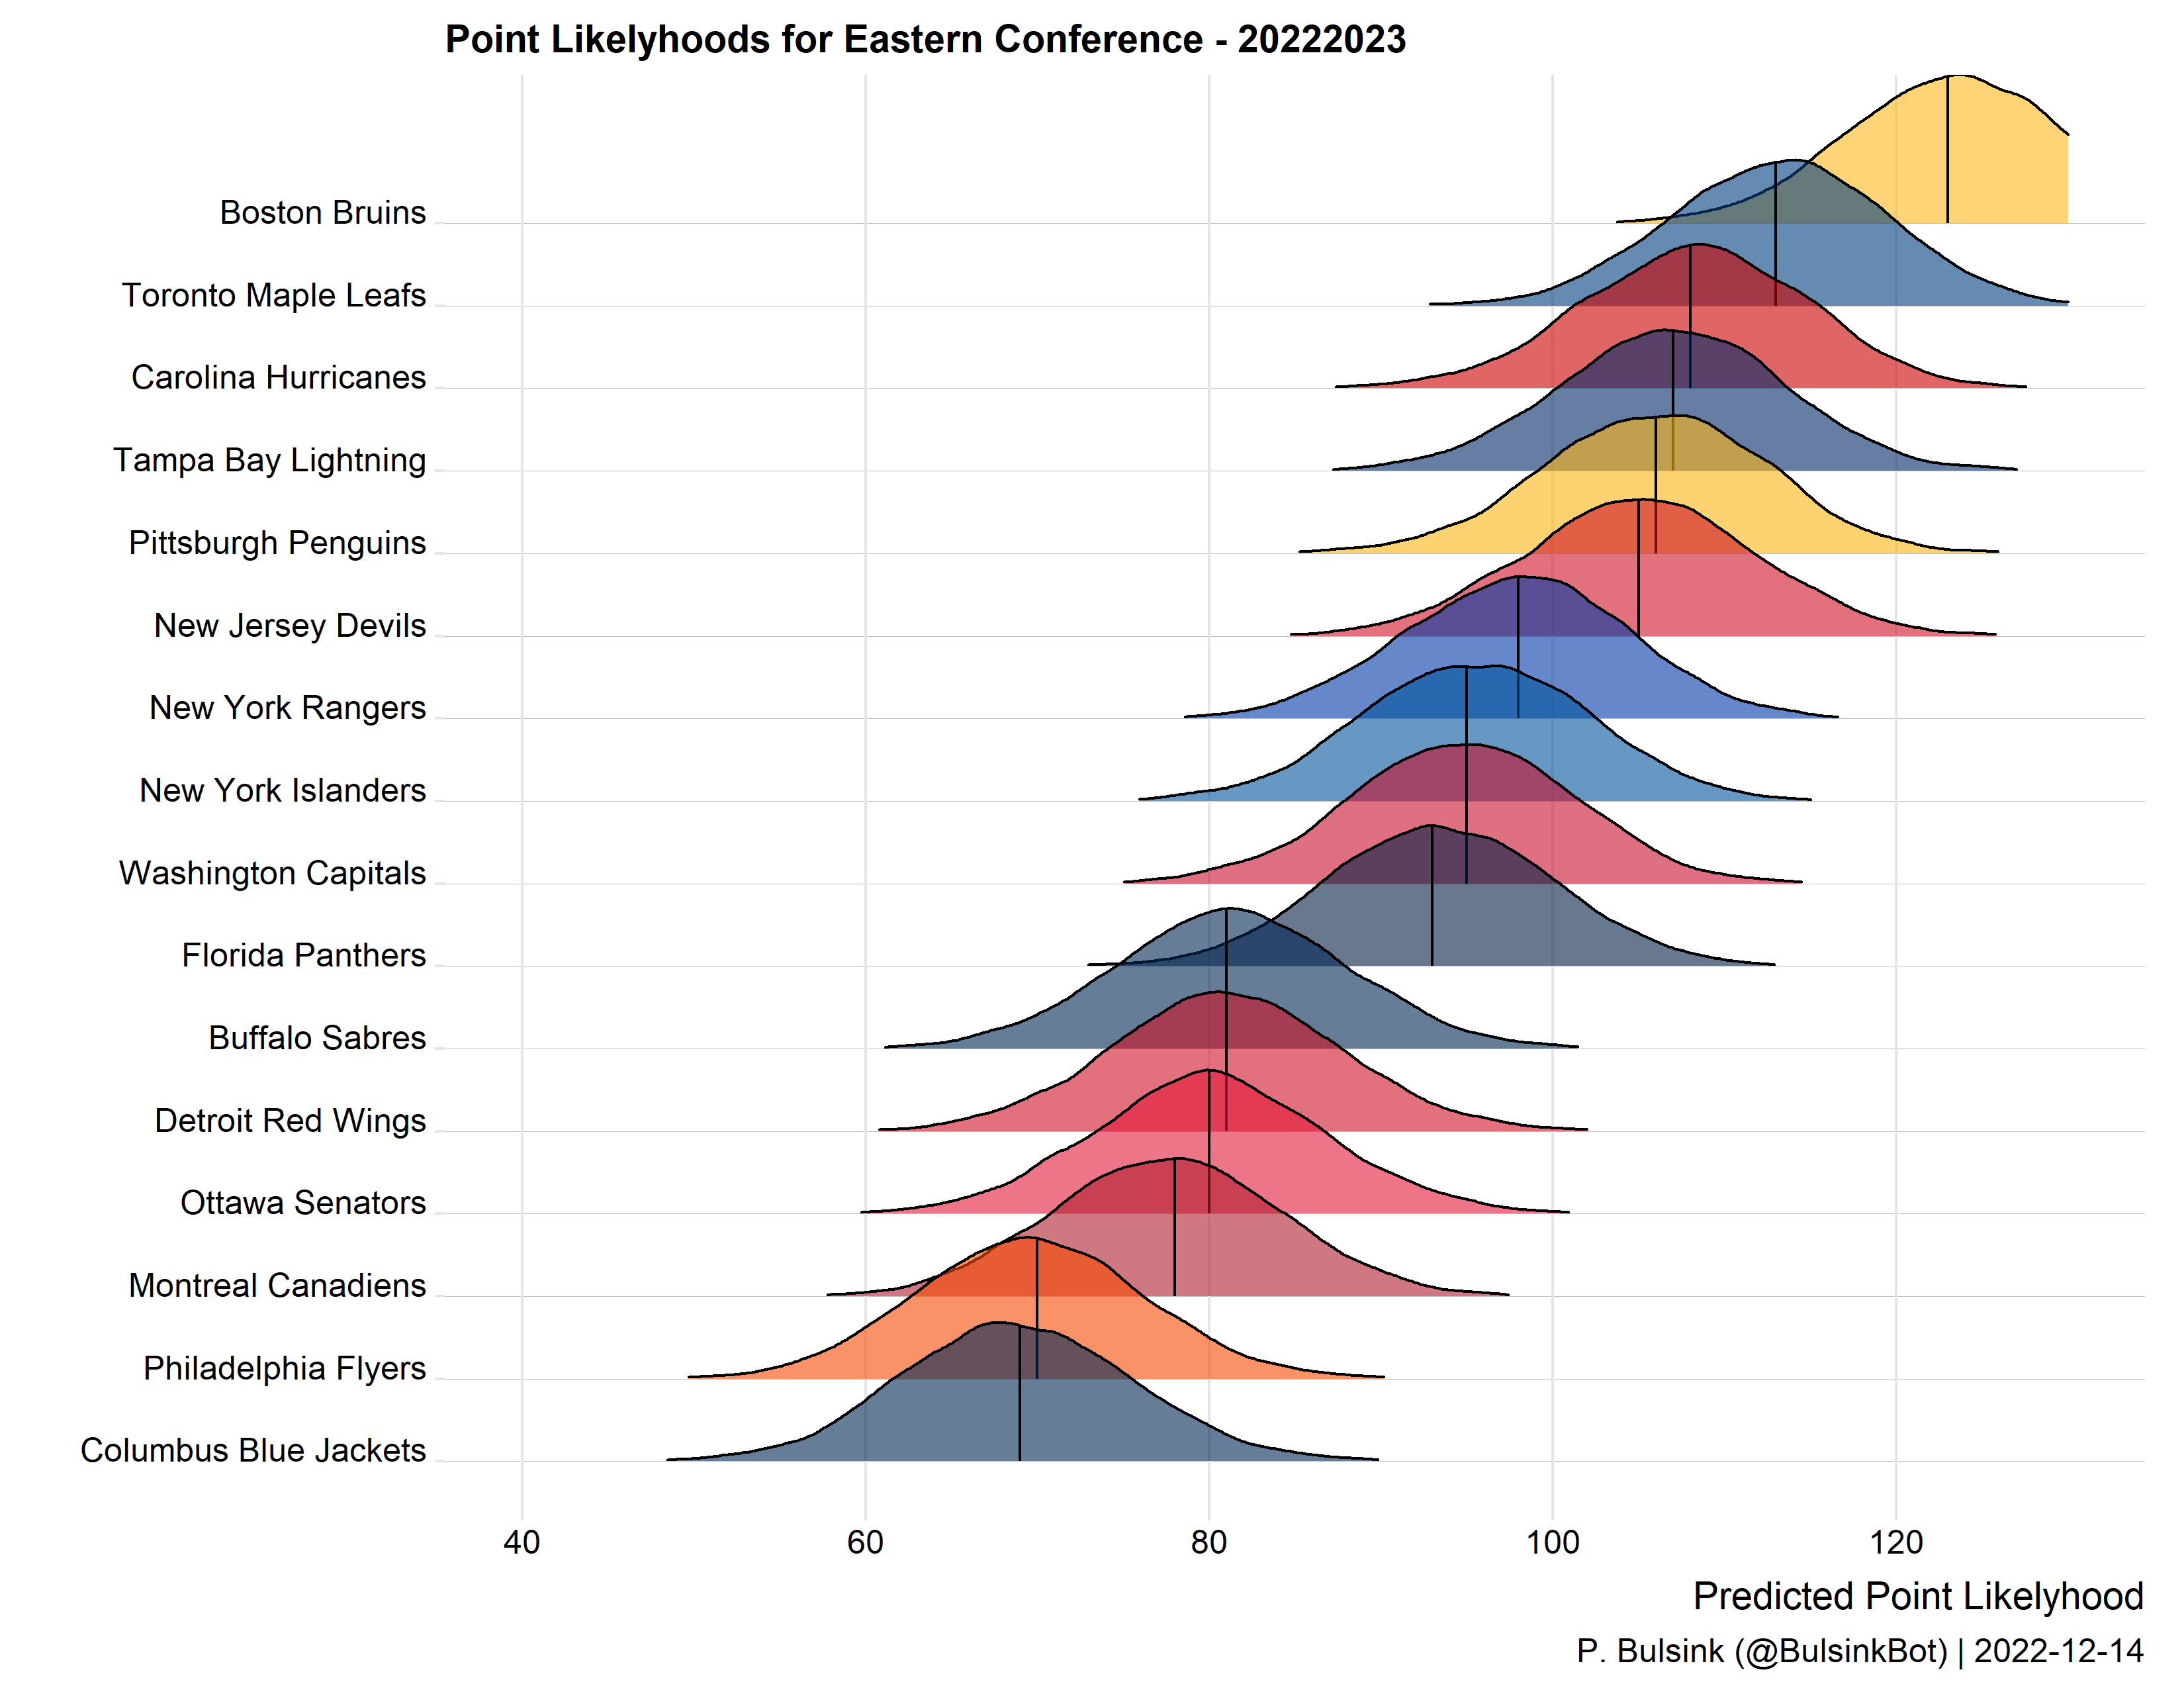 Point Likelyhoods for Eastern Conference - 20222023
Boston Bruins
Toronto Maple Leafs
Carolina Hurricanes
Tampa Bay Lightning
Pittsburgh Penguins
New Jersey Devils
New York Rangers
New York Islanders
Washington Capitals
Florida Panthers
Buffalo Sabres
Detroit Red Wings
Ottawa Senators
Montreal Canadiens
Philadelphia Flyers
Columbus Blue Jackets
40 60 80 100 120
Predicted Point Likelyhood
P. Bulsink (@BulsinkBot) | 2022-12-14